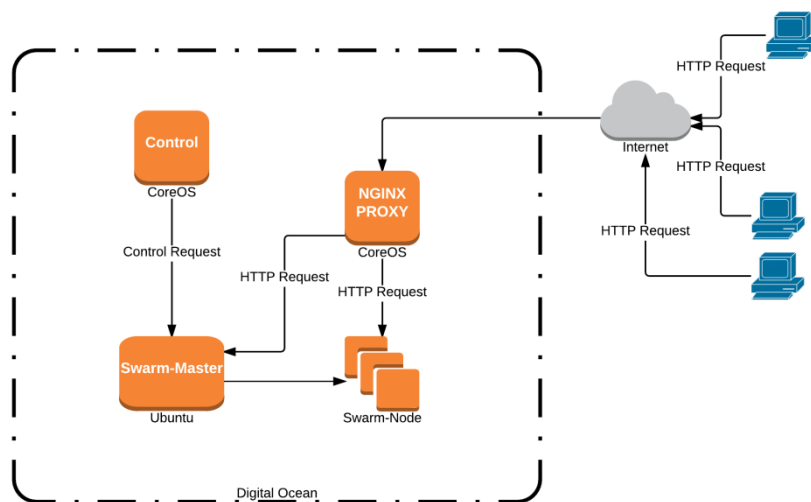 HTTP Request
Control
CoreOS
Internet
HTTP Request
NGINX
PROXY
CoreOS
HTTP Request
Control Request
HTTP Request
HTTP Request
Swarm-Master
Ubuntu
Swarm-Node
Digital Ocean